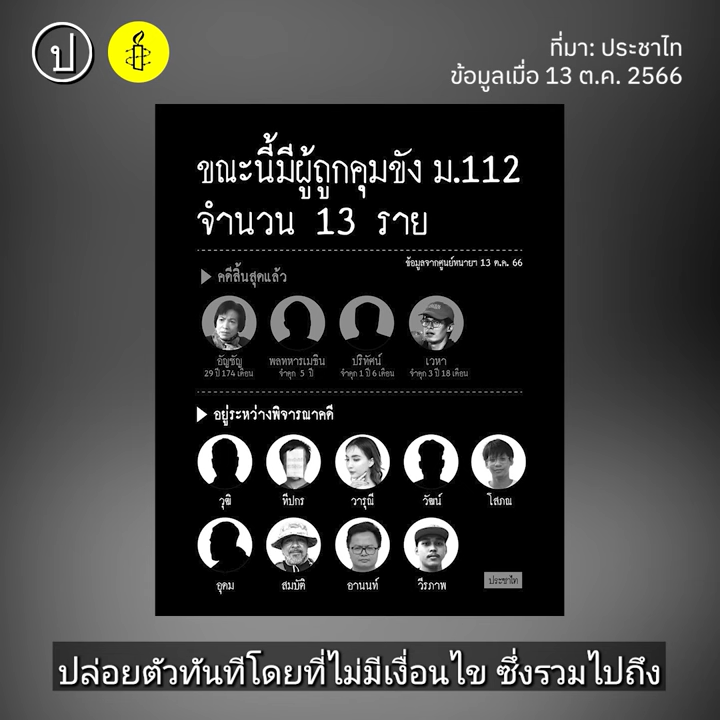 ป
ที่มา: ประชาไท
ข้อมูลเมื่อ 13 ต.ค. 2566
ขณะนี้มีผู้ถูกคุมขัง ม.112
จำนวน 13 ราย
ข้อมูลจากศูนย์ทนายฯ 13 ต.ค. 66
คดีสิ้นสุดแล้ว
อัญชัญ พลทหารเมธิน ปริทัศน์ เวหา
29 ปี 174 เดือน จำคุก 5 ปี จำคุก 1 ปี 6 เดือน จำคุก 3 ปี 18 เดือน
อยู่ระหว่างพิจารณาคดี
วุฒิ ทีปกร วารุณี วัฒน์ โสภณ
อุดม สมบัติ อานนท์ วีรภาพ
ประชาไท
ปล่อยตัวทันทีโดยที่ไม่มีเงื่อนไข ซึ่งรวมไปถึง